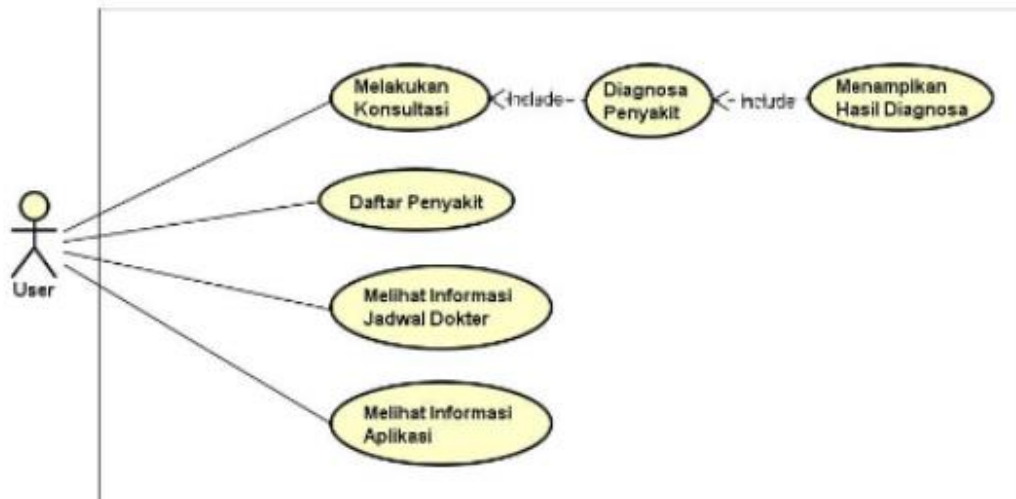 Melakukan
Konsultasi
include
Diagnosa
Penyakit
include
Menampilkan
Hasil Diagnosa
Daftar Penyakit
User
Melihat Informasi
Jadwal Dokter
Melihat Informasi
Aplikasi